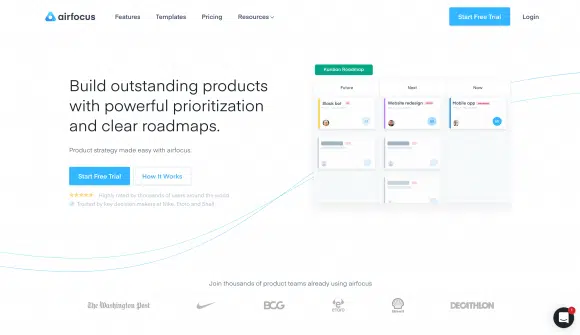 airfocus Features Templates Pricing Resources Start Free Trial Login
Kanban Roadmap
Future Next Now
Slack bot Website redesign Mobile app
Build outstanding products
with powerful prioritization
and clear roadmaps.
Product strategy made easy with airfocus.
Start Free Trial How It Works
Highly rated by thousands of users around the world
Trusted by key decision makers at Nike, Ford and Shell
Join thousands of product teams already using airfocus
The Washington Post BCG etoro DECATHLON